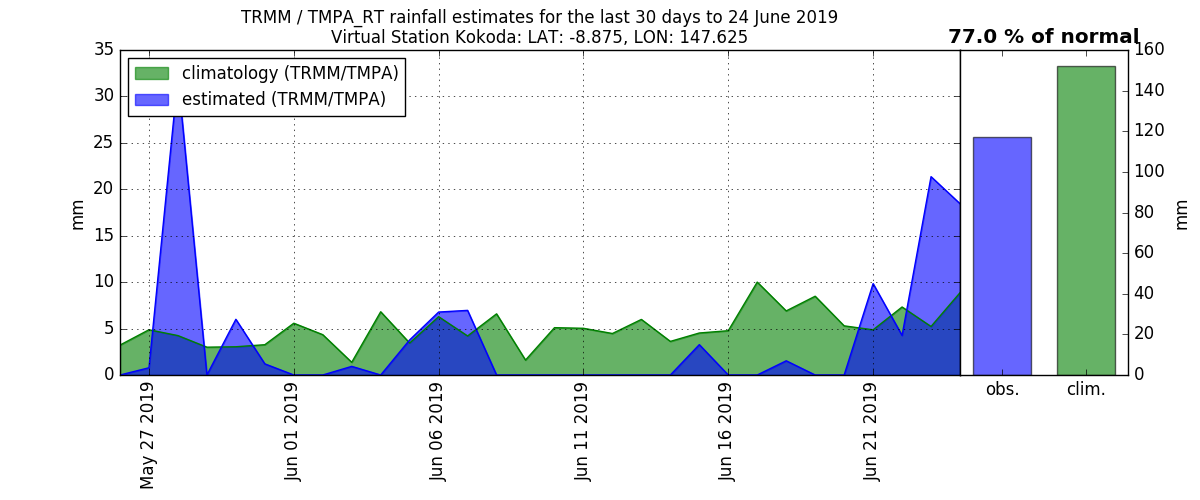 TRMM / TMPA_RT rainfall estimates for the last 30 days to 24 June 2019
Virtual Station Kokoda: LAT: -8.875, LON: 147.625
77.0 % of normal
climatology (TRMM/TMPA)
estimated (TRMM/TMPA)
35
30
25
20
15
10
5
0
mm
May 27 2019
Jun 01 2019
Jun 06 2019
Jun 11 2019
Jun 16 2019
Jun 21 2019
160
140
120
100
80
60
40
20
0
mm
obs.
clim.